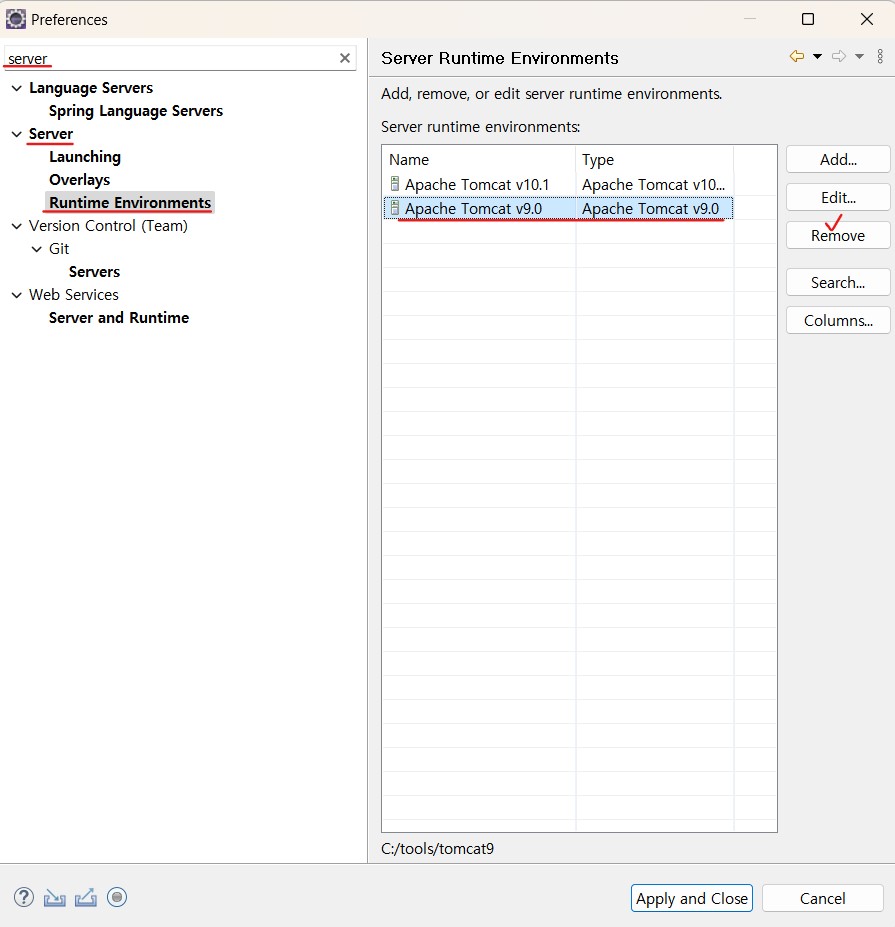 Preferences
server
Language Servers
Spring Language Servers
Server
Launching
Overlays
Runtime Environments
Version Control (Team)
Git
Servers
Web Services
Server and Runtime
Server Runtime Environments
Add, remove, or edit server runtime environments.
Server runtime environments:
Name Type
Apache Tomcat v10.1 Apache Tomcat v10...
Apache Tomcat v9.0 Apache Tomcat v9.0
Add...
Edit...
Remove
Search...
Columns...
C:/tools/tomcat9
Apply and Close Cancel